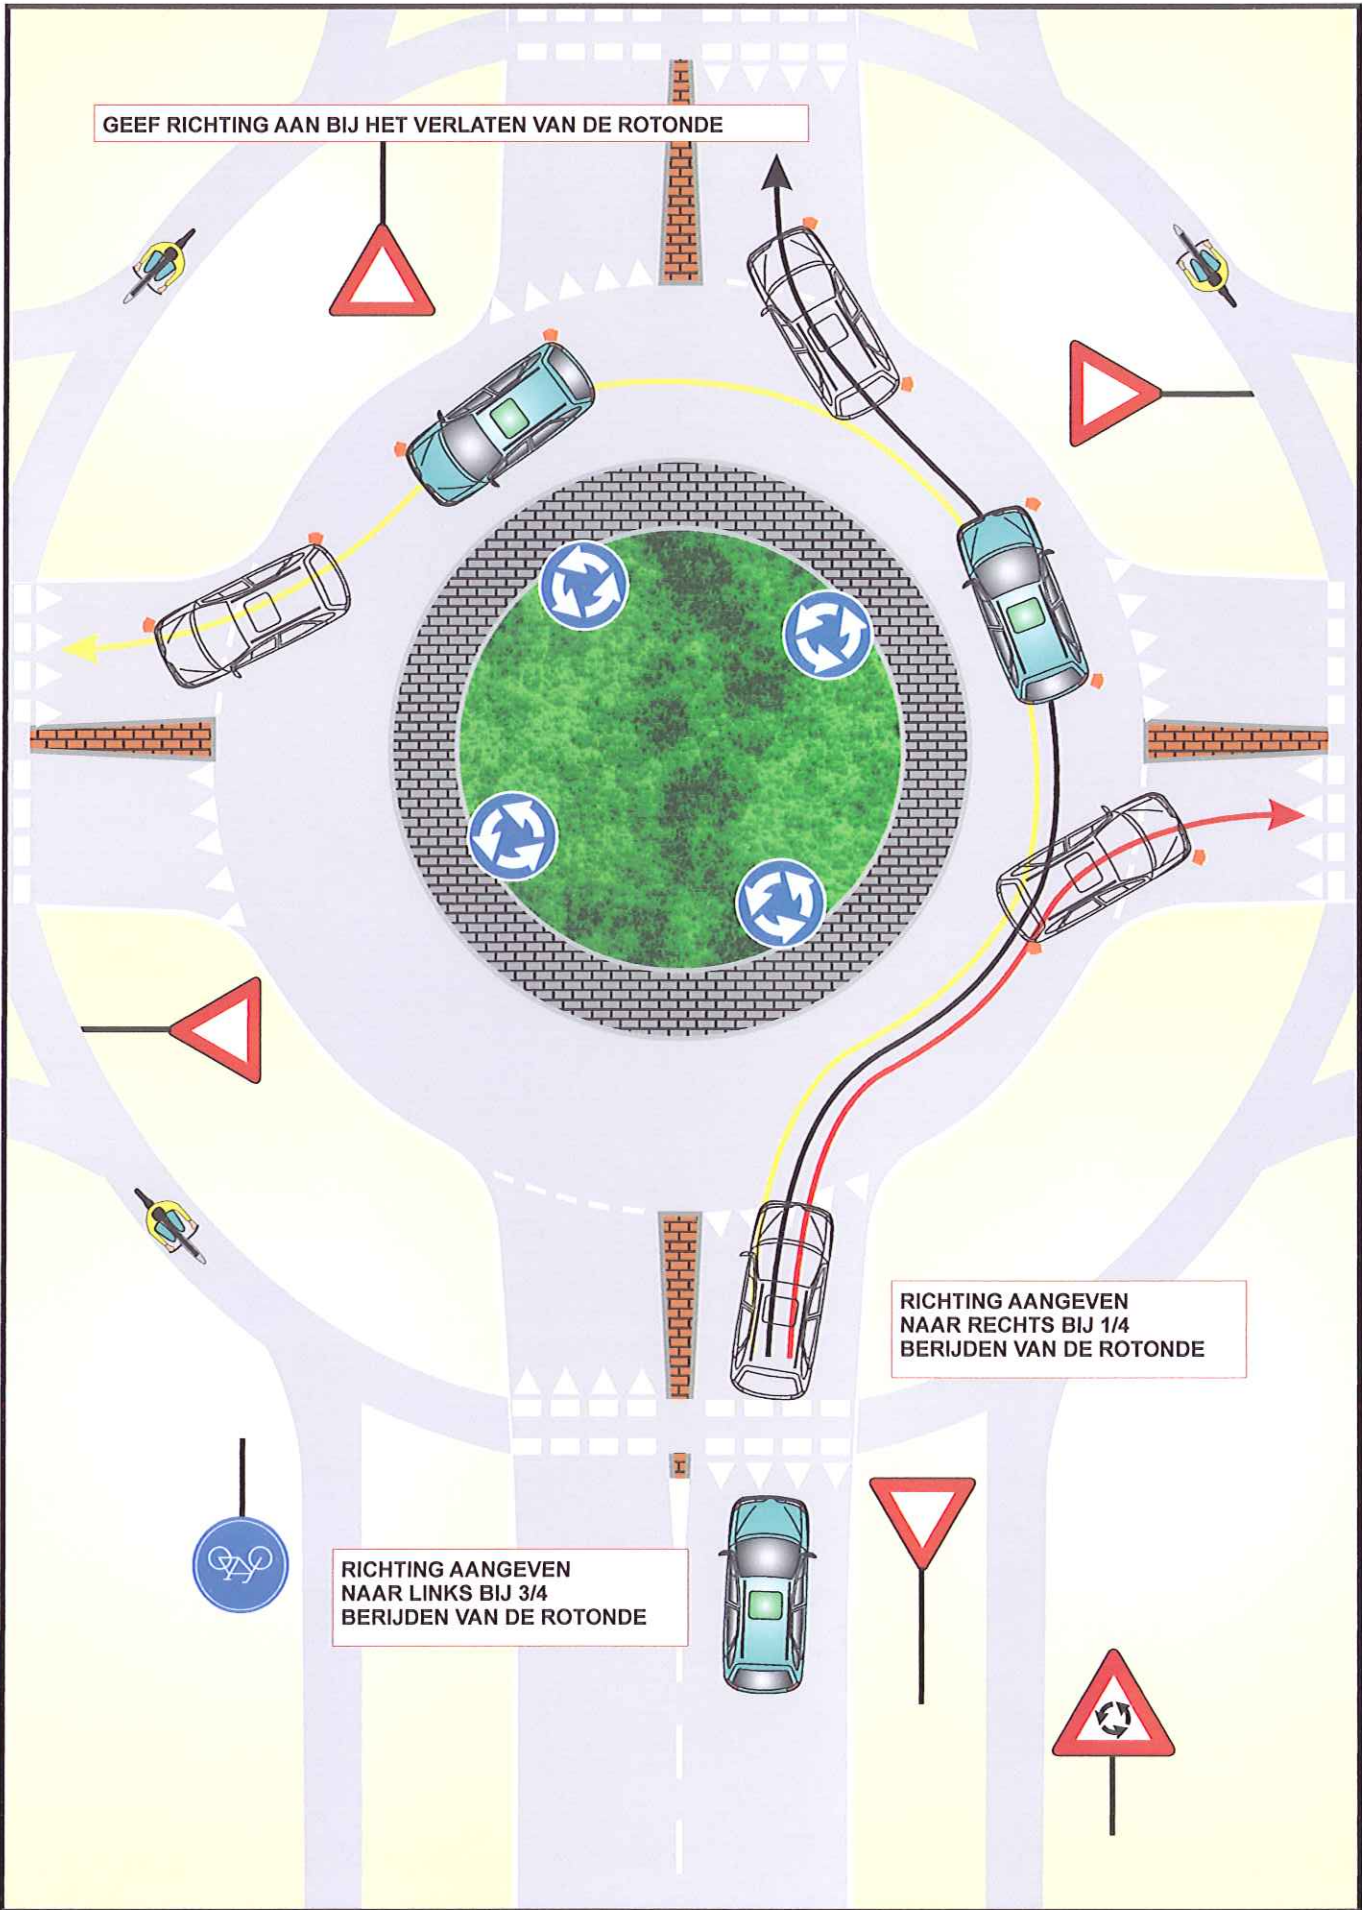 GEEF RICHTING AAN BIJ HET VERLATEN VAN DE ROTONDE
RICHTING AANGEVEN
NAAR RECHTS BIJ 1/4
BERIJDEN VAN DE ROTONDE
RICHTING AANGEVEN
NAAR LINKS BIJ 3/4
BERIJDEN VAN DE ROTONDE